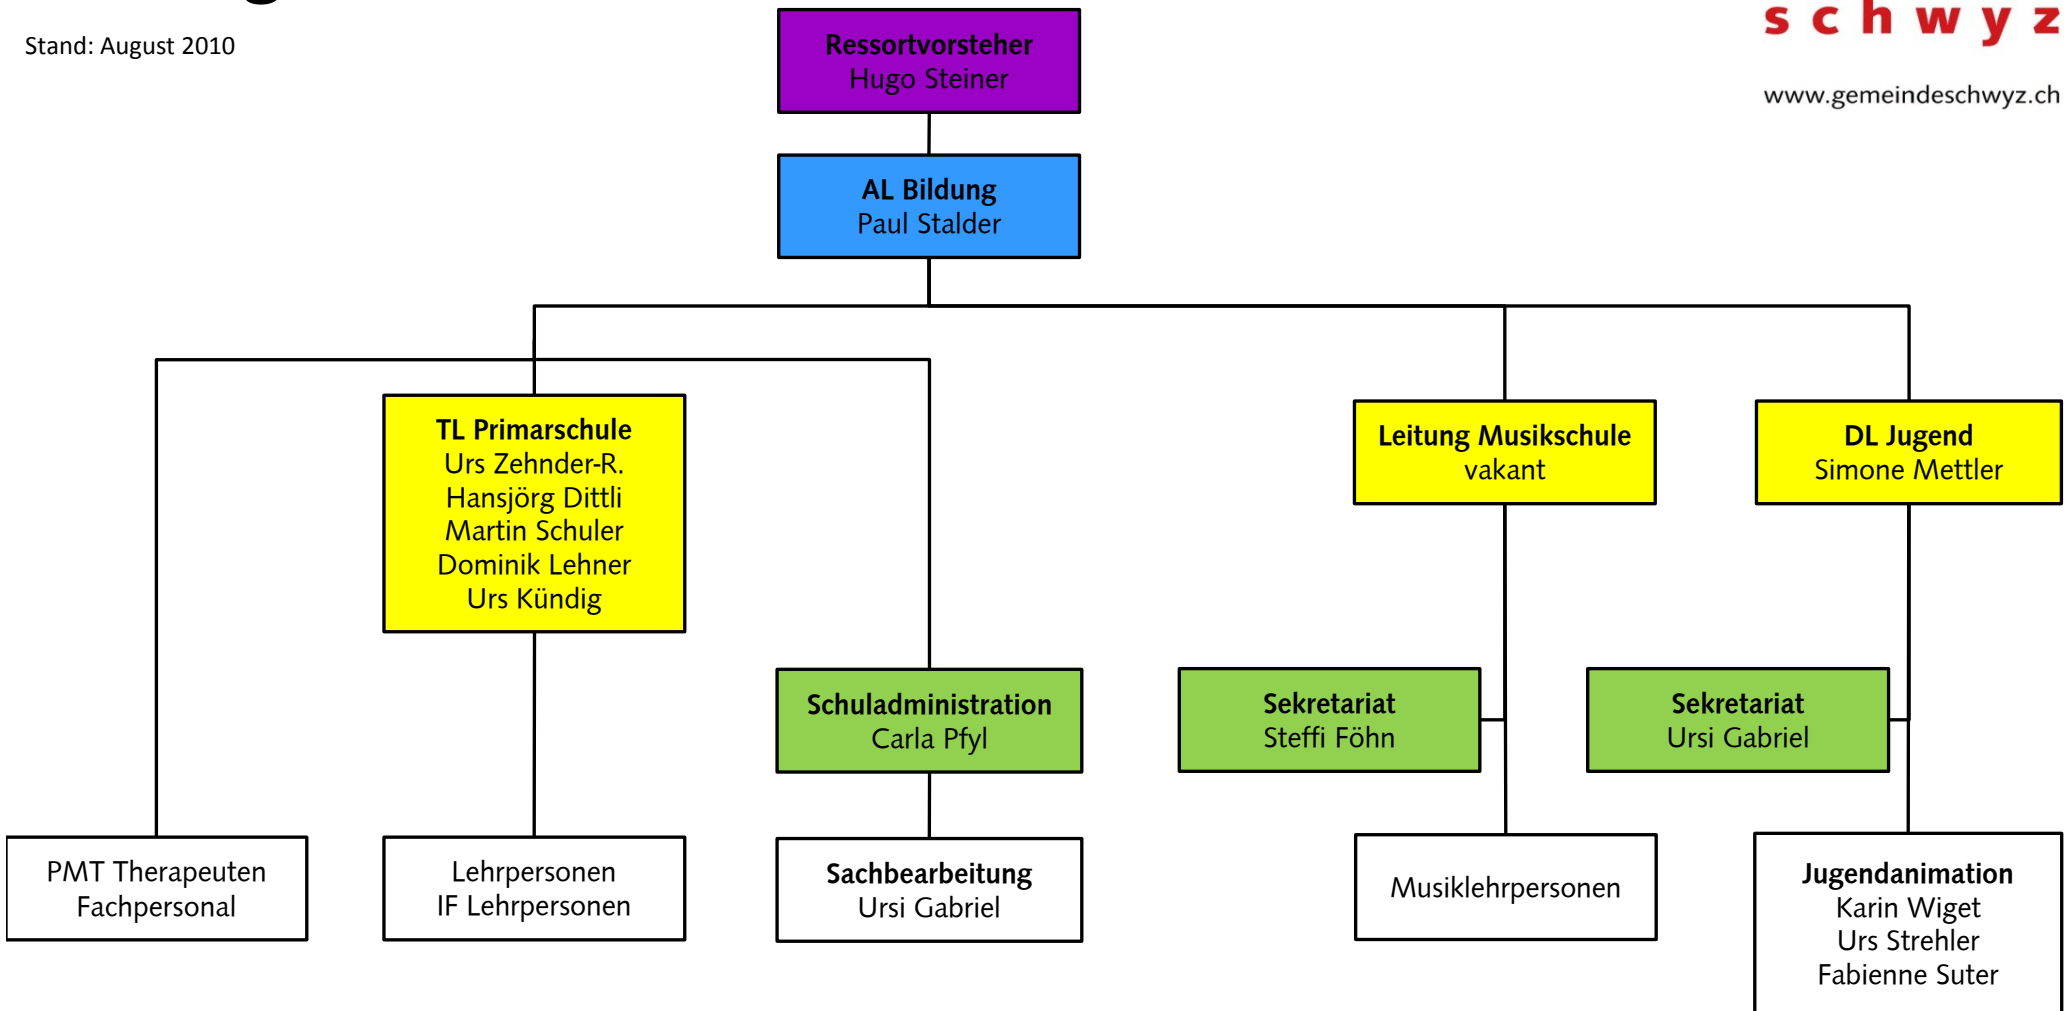 Stand: August 2010
schwyz
www.gemeindeschwyz.ch
Ressortvorsteher
Hugo Steiner
AL Bildung
Paul Stalder
TL Primarschule
Urs Zehnder-R.
Hansjörg Dittli
Martin Schuler
Dominik Lehner
Urs Kündig
Leitung Musikschule
vakant
DL Jugend
Simone Mettler
Schuladministration
Carla Pfyl
Sekretariat
Steffi Föhn
Sekretariat
Ursi Gabriel
PMT Therapeuten
Fachpersonal
Lehrpersonen
IF Lehrpersonen
Sachbearbeitung
Ursi Gabriel
Musiklehrpersonen
Jugendanimation
Karin Wiget
Urs Strehler
Fabienne Suter